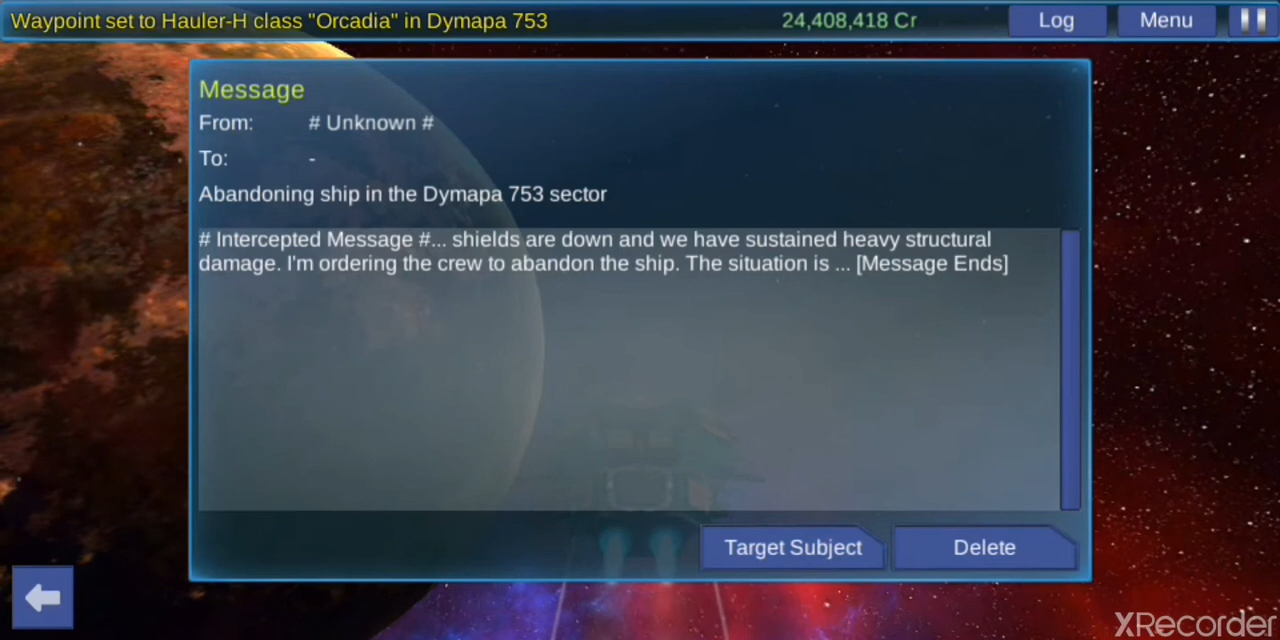 Waypoint set to Hauler-H class "Orcadia" in Dymapa 753
24,408,418 Cr
Log
Menu
Message
From: # Unknown #
To: -
Abandoning ship in the Dymapa 753 sector
# Intercepted Message #... shields are down and we have sustained heavy structural
damage. I'm ordering the crew to abandon the ship. The situation is ... [Message Ends]
Target Subject
Delete
XRecorder